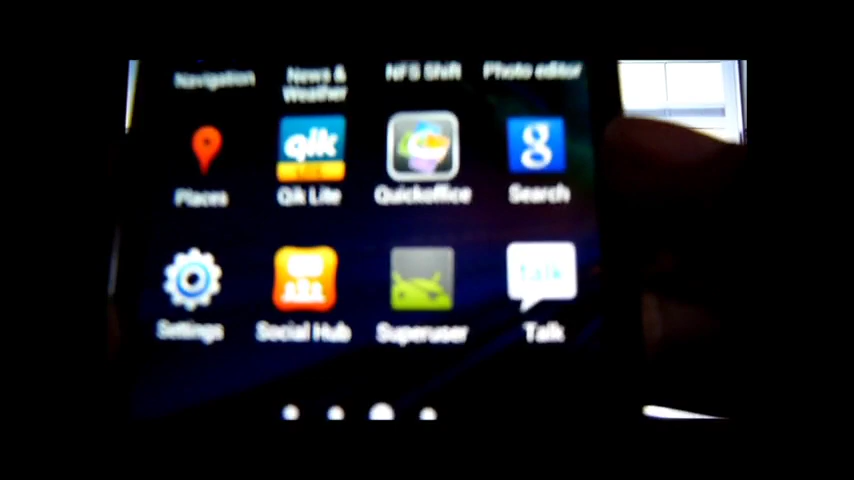 Navigation
News &
Weather
NFS Shift
Photo editor
qik
Places
Qik Lite
Quickoffice
g
Search
talk
Settings
Social Hub
Superuser
Talk